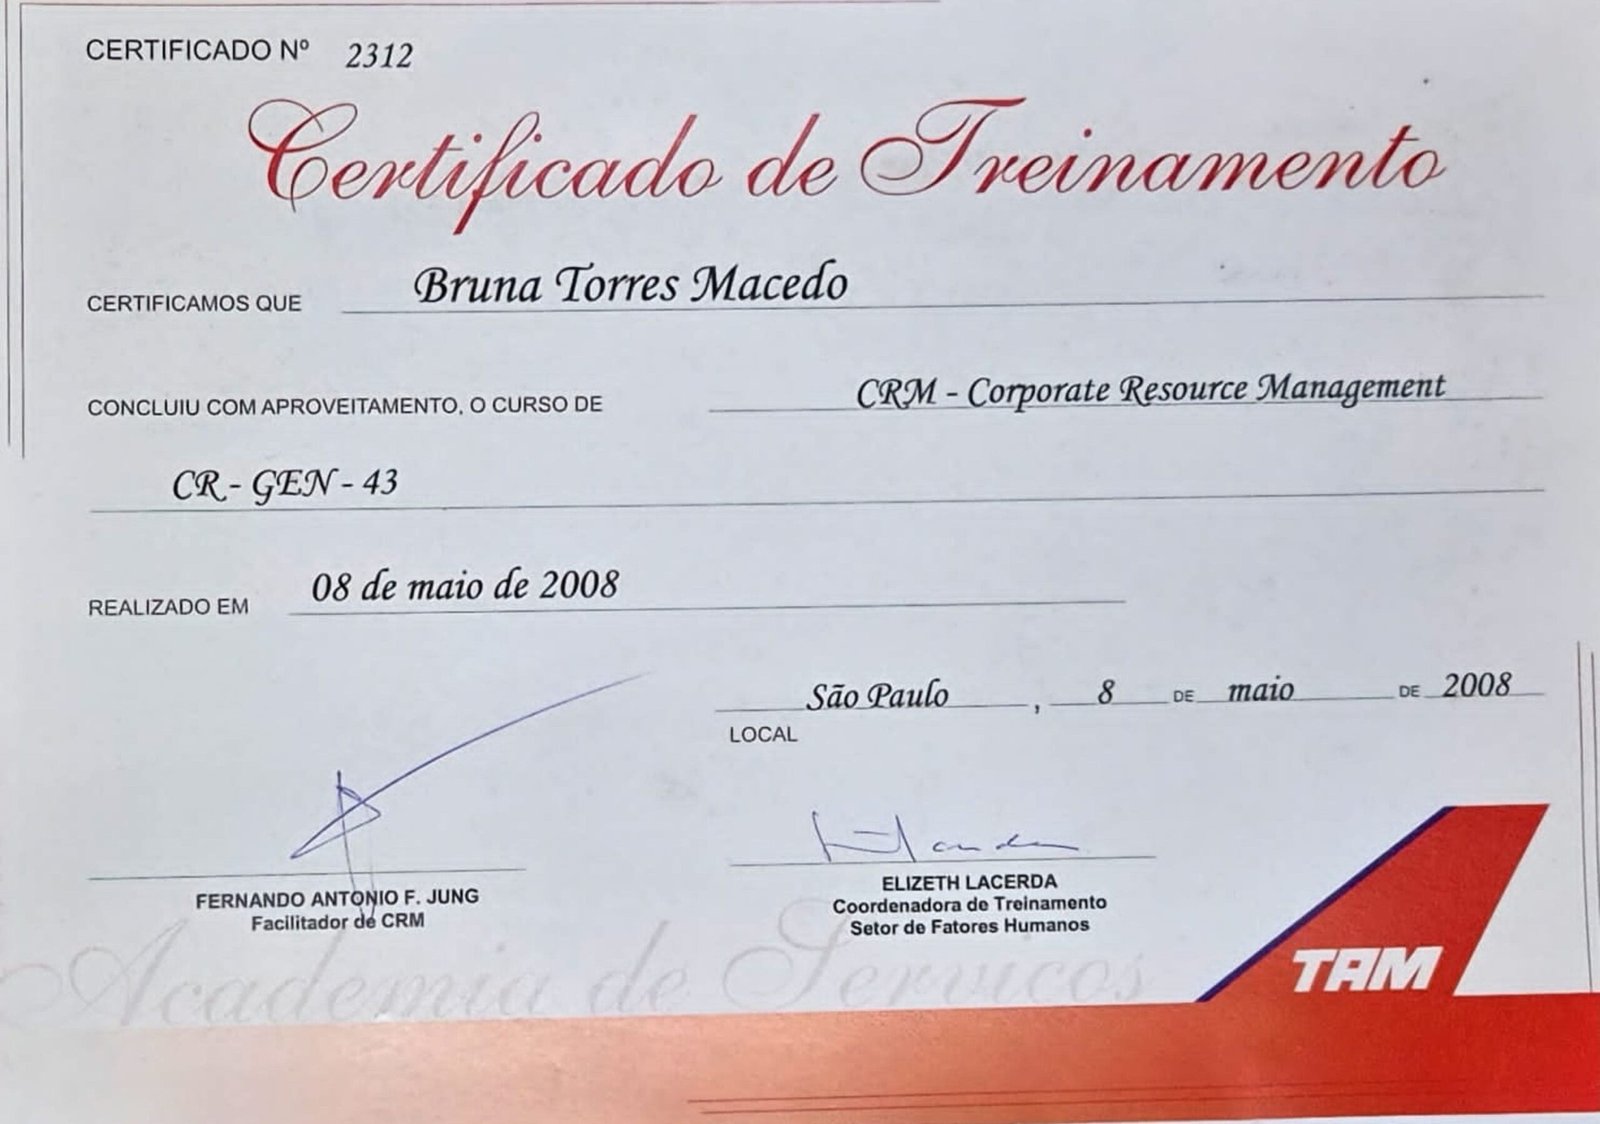 CERTIFICADO Nº 2312
Certificado de Treinamento
CERTIFICAMOS QUE Bruna Torres Macedo
CONCLUIU COM APROVEITAMENTO, O CURSO DE CRM - Corporate Resource Management
CR - GEN - 43
REALIZADO EM 08 de maio de 2008
São Paulo, 8 DE maio DE 2008
LOCAL
FERNANDO ANTONIO F. JUNG
Facilitador de CRM
ELIZETH LACERDA
Coordenadora de Treinamento
Setor de Fatores Humanos
Academia de Serviços
TAM